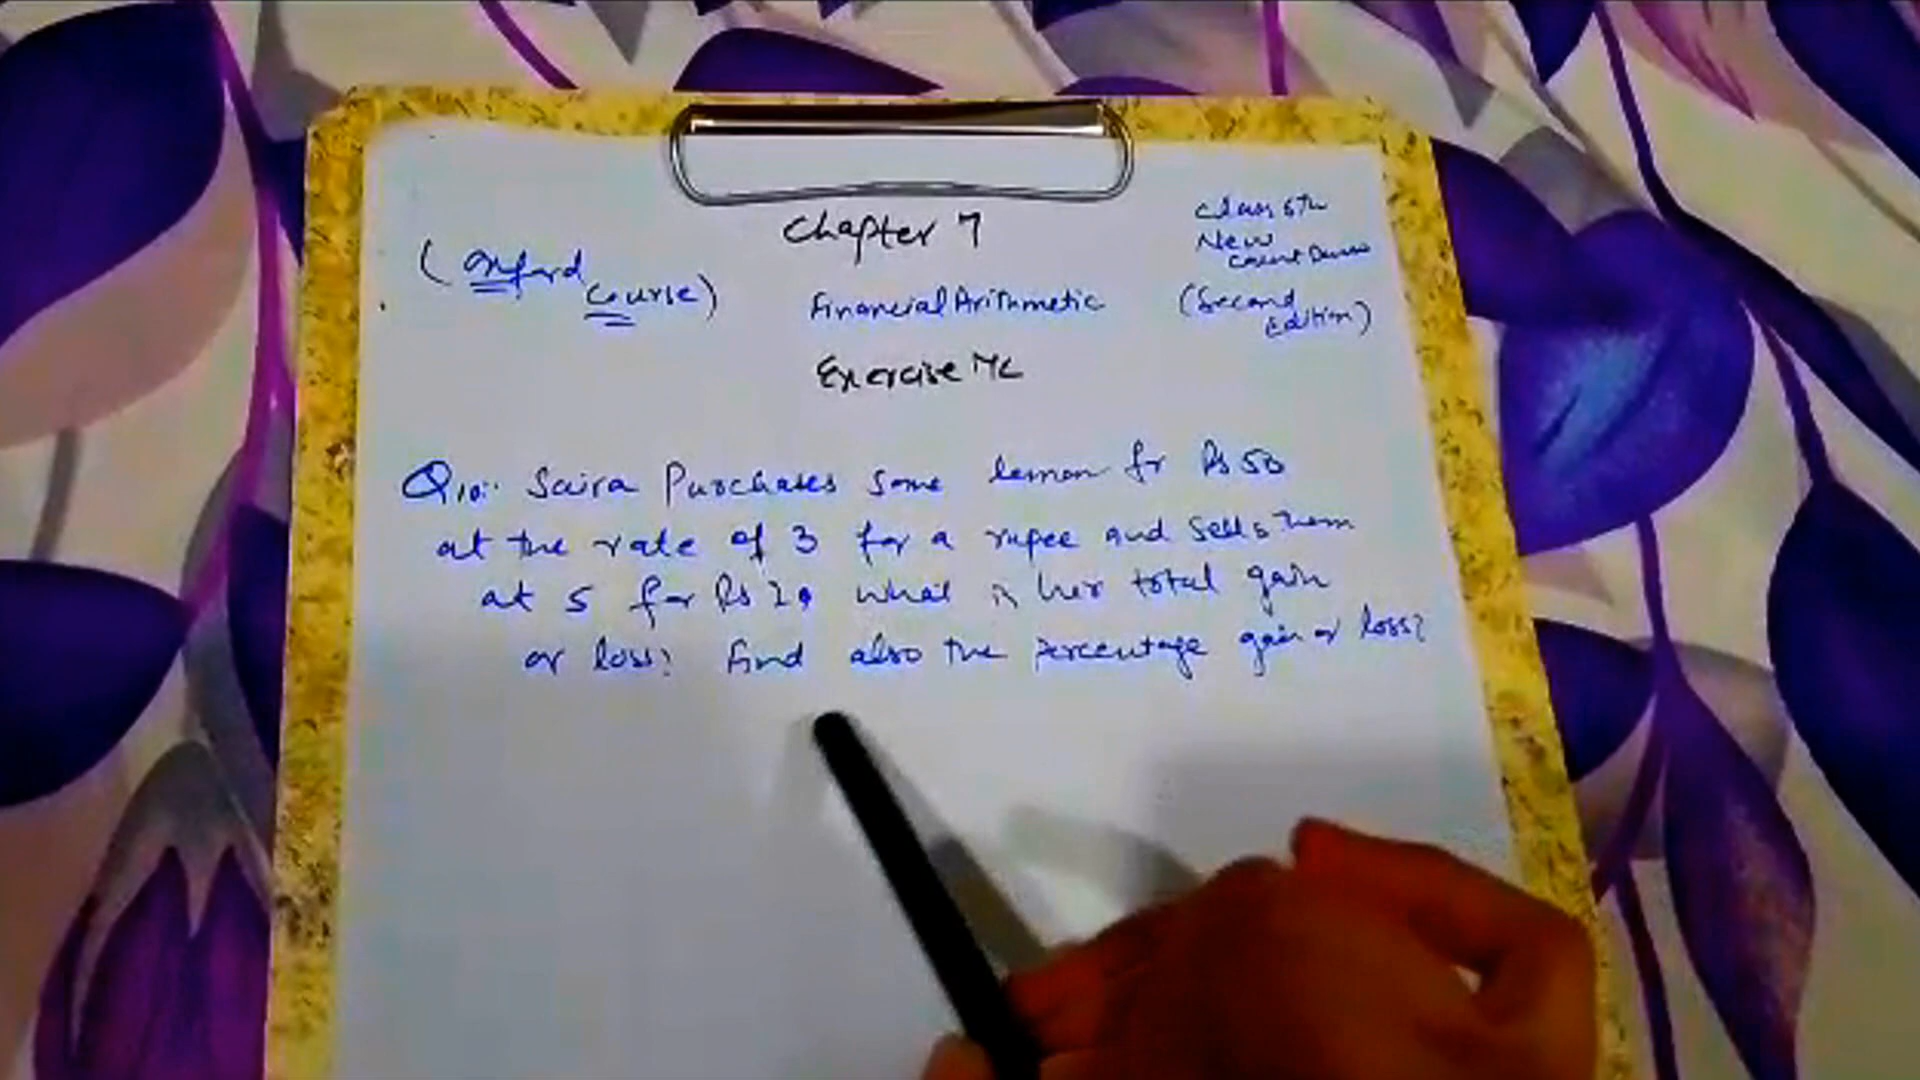 Chapter 7
(Oxford Course)
Class 6th
New Countdown
(Second Edition)
Financial Arithmetic
Exercise 7C
Q10:. Saira Purchases some lemon for Rs 50
at the rate of 3 for a rupee and sells them
at 5 for Rs 2. What is her total gain
or loss? Find also the percentage gain or loss?